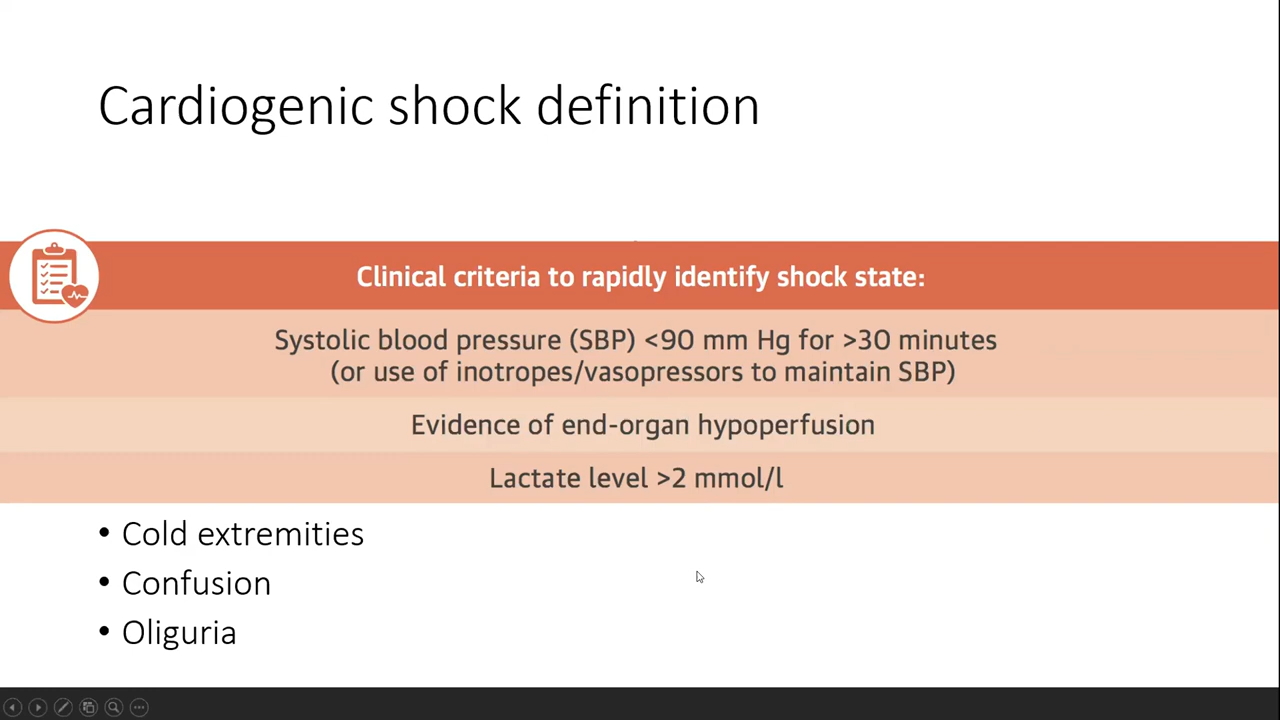 Cardiogenic shock definition
Clinical criteria to rapidly identify shock state:
Systolic blood pressure (SBP) <90 mm Hg for >30 minutes
(or use of inotropes/vasopressors to maintain SBP)
Evidence of end-organ hypoperfusion
Lactate level >2 mmol/l
• Cold extremities
• Confusion
• Oliguria